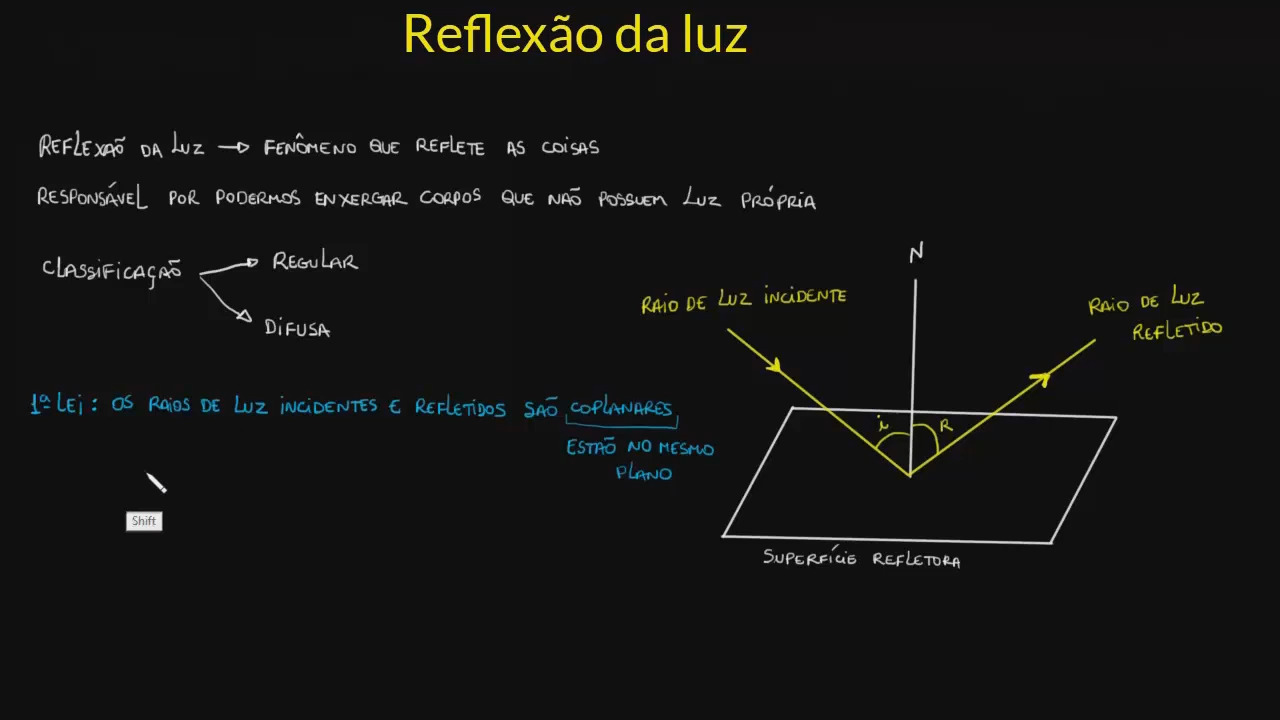 Reflexão da luz
REFLEXÃO DA LUZ → FENÔMENO QUE REFLETE AS COISAS
RESPONSÁVEL POR PODERMOS ENXERGAR CORPOS QUE NÃO POSSUEM LUZ PRÓPRIA
CLASSIFICAÇÃO
REGULAR
DIFUSA
1ª LEI: OS RAIOS DE LUZ INCIDENTES E REFLETIDOS SÃO COPLANARES
ESTÃO NO MESMO
PLANO
Shift
N
RAIO DE LUZ INCIDENTE
RAIO DE LUZ
REFLETIDO
i
R
SUPERFÍCIE REFLETORA